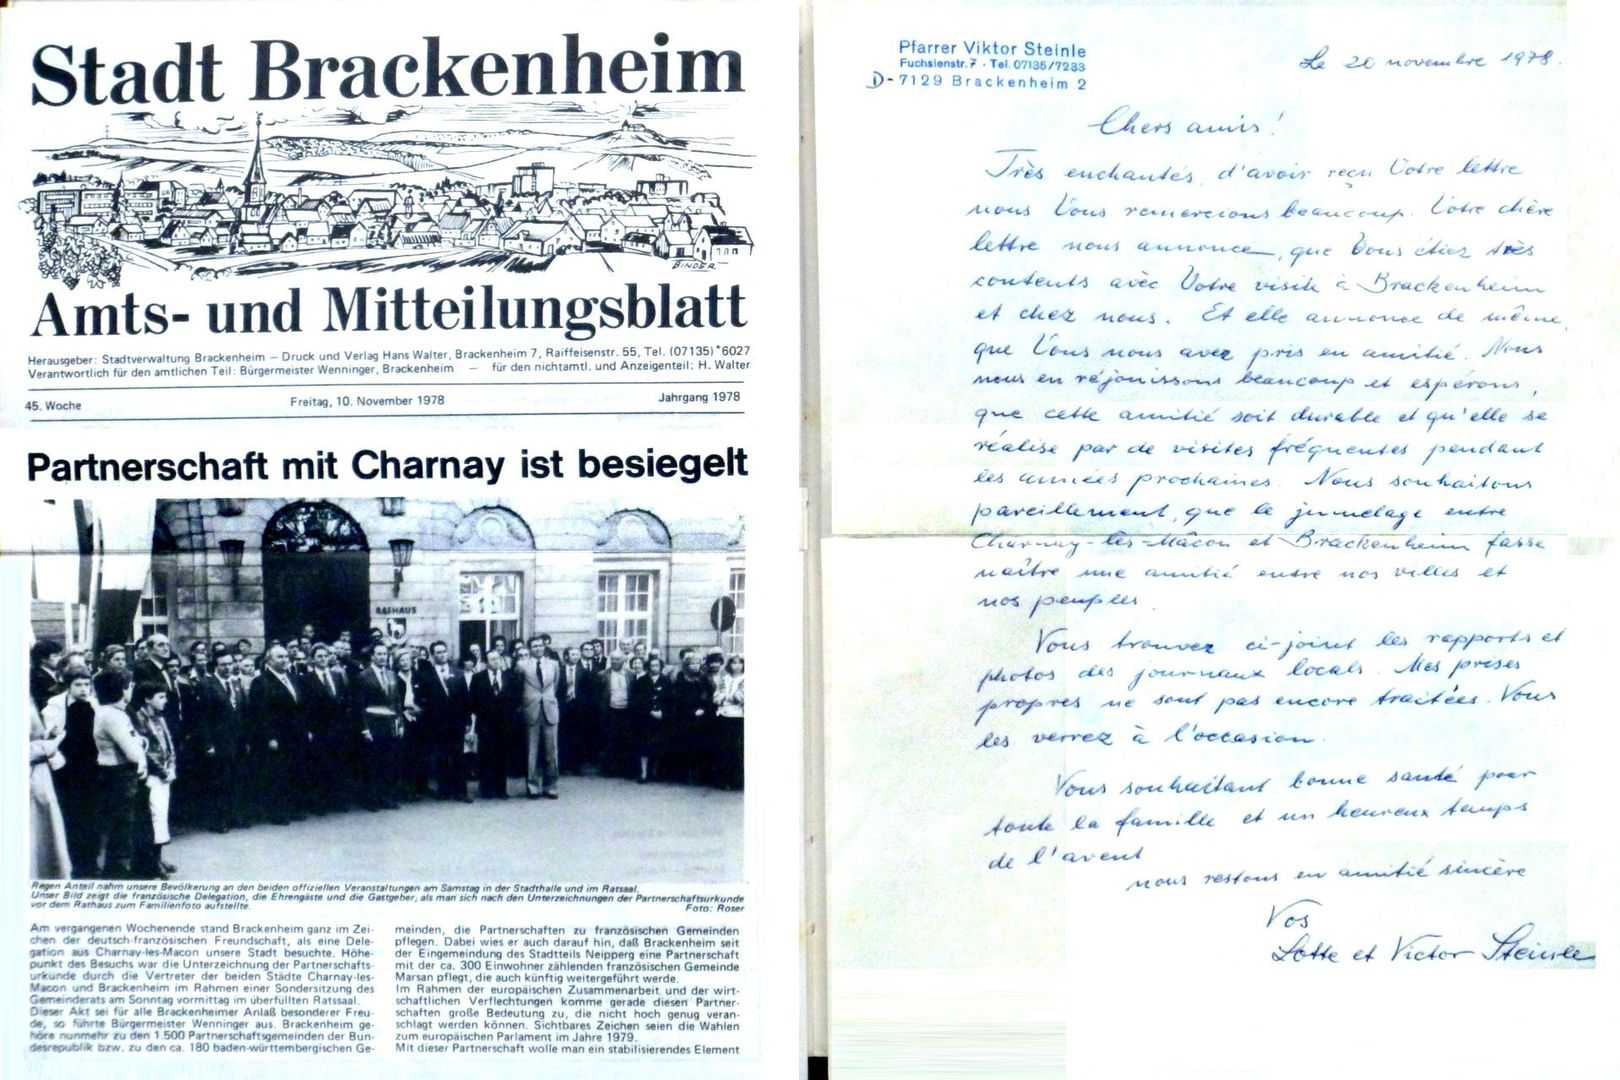 Stadt Brackenheim
BINDER
Amts- und Mitteilungsblatt
Herausgeber: Stadtverwaltung Brackenheim – Druck und Verlag Hans Walter, Brackenheim 7, Raiffeisenstr. 55, Tel. (07135) *6027
Verantwortlich für den amtlichen Teil: Bürgermeister Wenninger, Brackenheim — für den nichtamtl. und Anzeigenteil: H. Walter
45. Woche Freitag, 10. November 1978 Jahrgang 1978
Partnerschaft mit Charnay ist besiegelt
RATHAUS
Regen Anteil nahm unsere Bevölkerung an den beiden offiziellen Veranstaltungen am Samstag in der Stadthalle und im Ratsaal.
Unser Bild zeigt die französische Delegation, die Ehrengäste und die Gastgeber, als man sich nach den Unterzeichnungen der Partnerschaftsurkunde
vor dem Rathaus zum Familienfoto aufstellte. Foto: Roser
Am vergangenen Wochenende stand Brackenheim ganz im Zei-
chen der deutsch-französischen Freundschaft, als eine Dele-
gation aus Charnay-les-Macon unsere Stadt besuchte. Höhe-
punkt des Besuchs war die Unterzeichnung der Partnerschafts-
urkunde durch die Vertreter der beiden Städte Charnay-les-
Macon und Brackenheim im Rahmen einer Sondersitzung des
Gemeinderats am Sonntag vormittag im überfüllten Ratssaal.
Dieser Akt sei für alle Brackenheimer Anlaß besonderer Freu-
de, so führte Bürgermeister Wenninger aus. Brackenheim ge-
höre nunmehr zu den 1.500 Partnerschaftsgemeinden der Bun-
desrepublik bzw. zu den ca. 180 baden-württembergischen Ge-
meinden, die Partnerschaften zu französischen Gemeinden
pflegen. Dabei wies er auch darauf hin, daß Brackenheim seit
der Eingemeindung des Stadtteils Neipperg eine Partnerschaft
mit der ca. 300 Einwohner zählenden französischen Gemeinde
Marsan pflegt, die auch künftig weitergeführt werde.
Im Rahmen der europäischen Zusammenarbeit und der wirt-
schaftlichen Verflechtungen komme gerade diesen Partner-
schaften große Bedeutung zu, die nicht hoch genug veran-
schlagt werden können. Sichtbares Zeichen seien die Wahlen
zum europäischen Parlament im Jahre 1979.
Mit dieser Partnerschaft wolle man ein stabilisierendes Element
Pfarrer Viktor Steinle
Fuchsienstr. 7 · Tel. 07135/7233
D-7129 Brackenheim 2
Le 20 novembre 1978.
Chers amis!
Très enchantés, d'avoir reçu Votre lettre
nous Vous remercions beaucoup. Votre chère
lettre nous annonce, que Vous étiez très
contents avec Votre visite à Brackenheim
et chez nous. Et elle annonce de même,
que Vous nous avez pris en amitié. Nous
nous en réjouissons beaucoup et espérons,
que cette amitié soit durable et qu'elle se
réalise par de visites fréquentes pendant
les années prochaines. Nous souhaitons
pareillement, que le jumelage entre
Charnay-lès-Mâcon et Brackenheim fasse
naître une amitié entre nos villes et
nos peuples.
Vous trouvez ci-joint les rapports et
photos des journaux locals. Mes prises
propres ne sont pas encore traitées. Vous
les verrez à l'occasion.
Vous souhaitant bonne santé pour
toute la famille et un heureux temps
de l'avent
nous restons en amitié sincère
Vos
Lotte et Victor Steinle